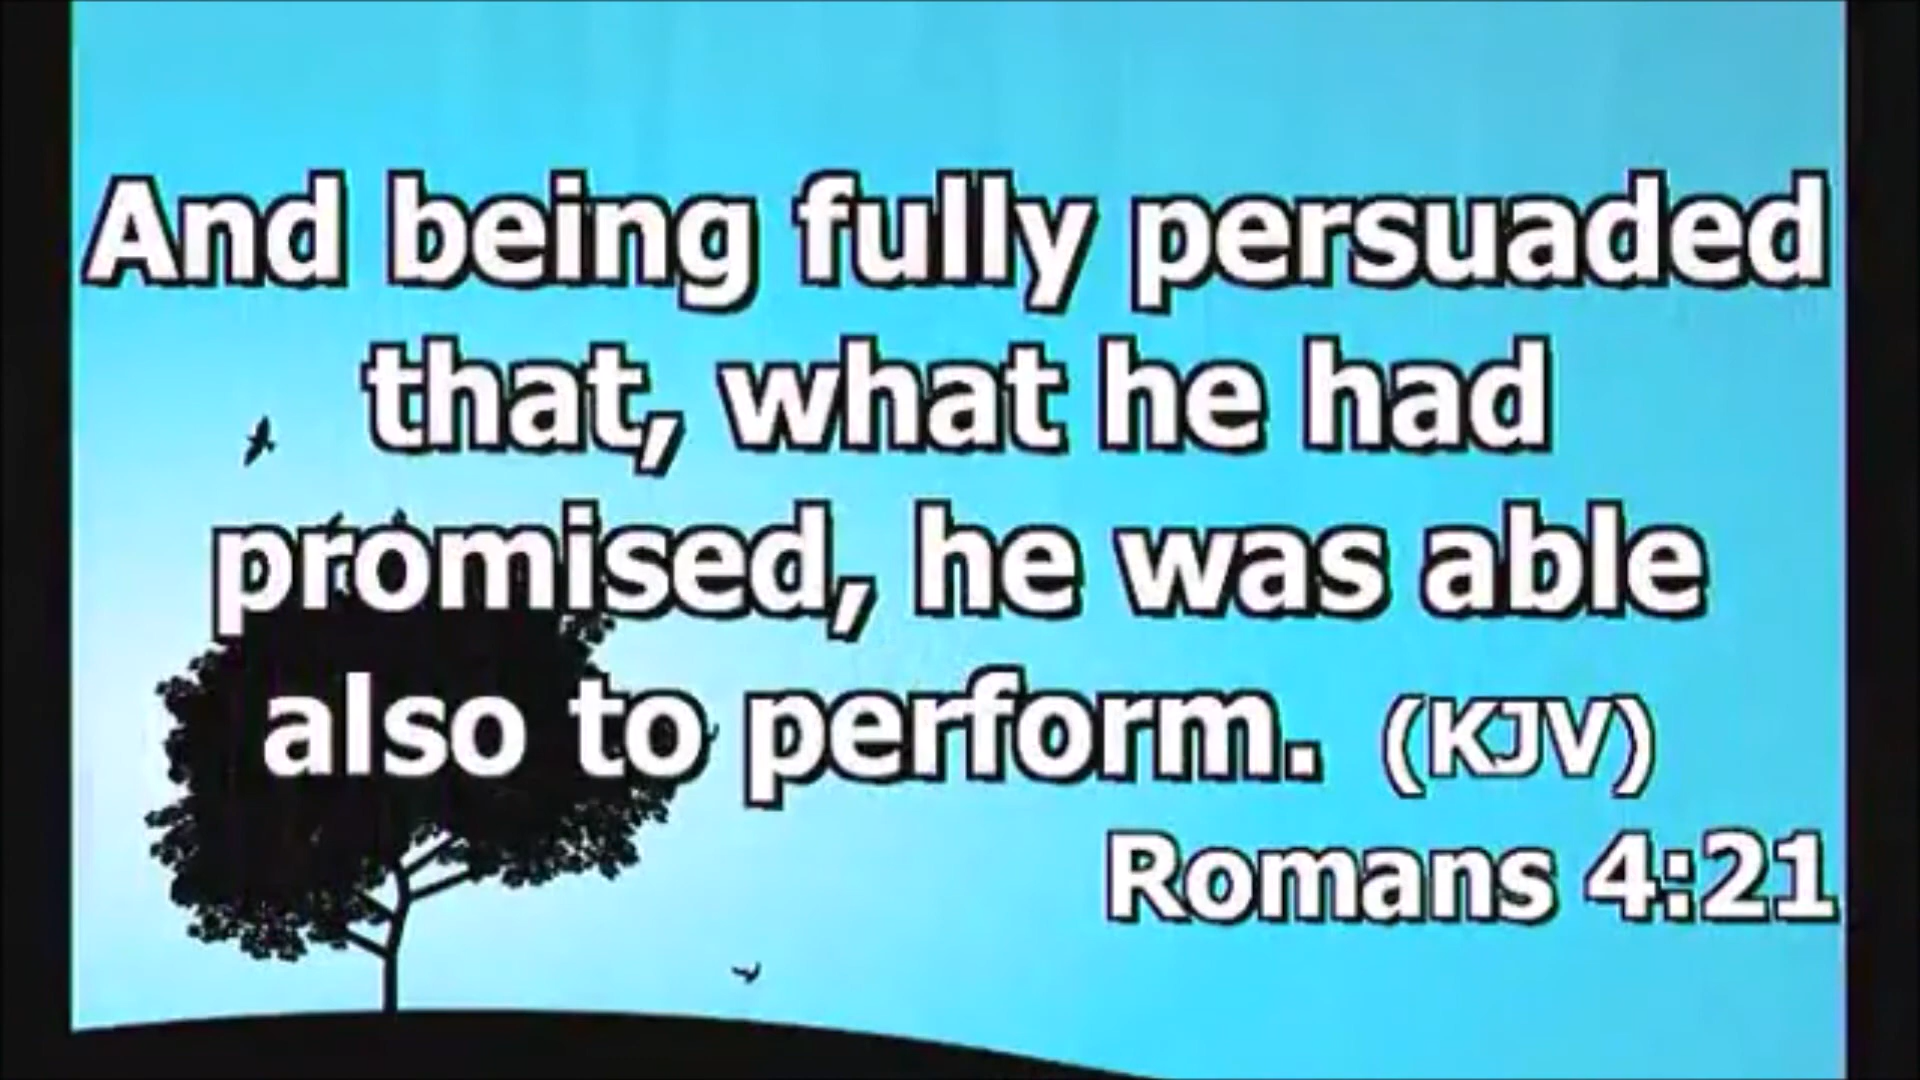 And being fully persuaded
that, what he had
promised, he was able
also to perform. (KJV)
Romans 4:21